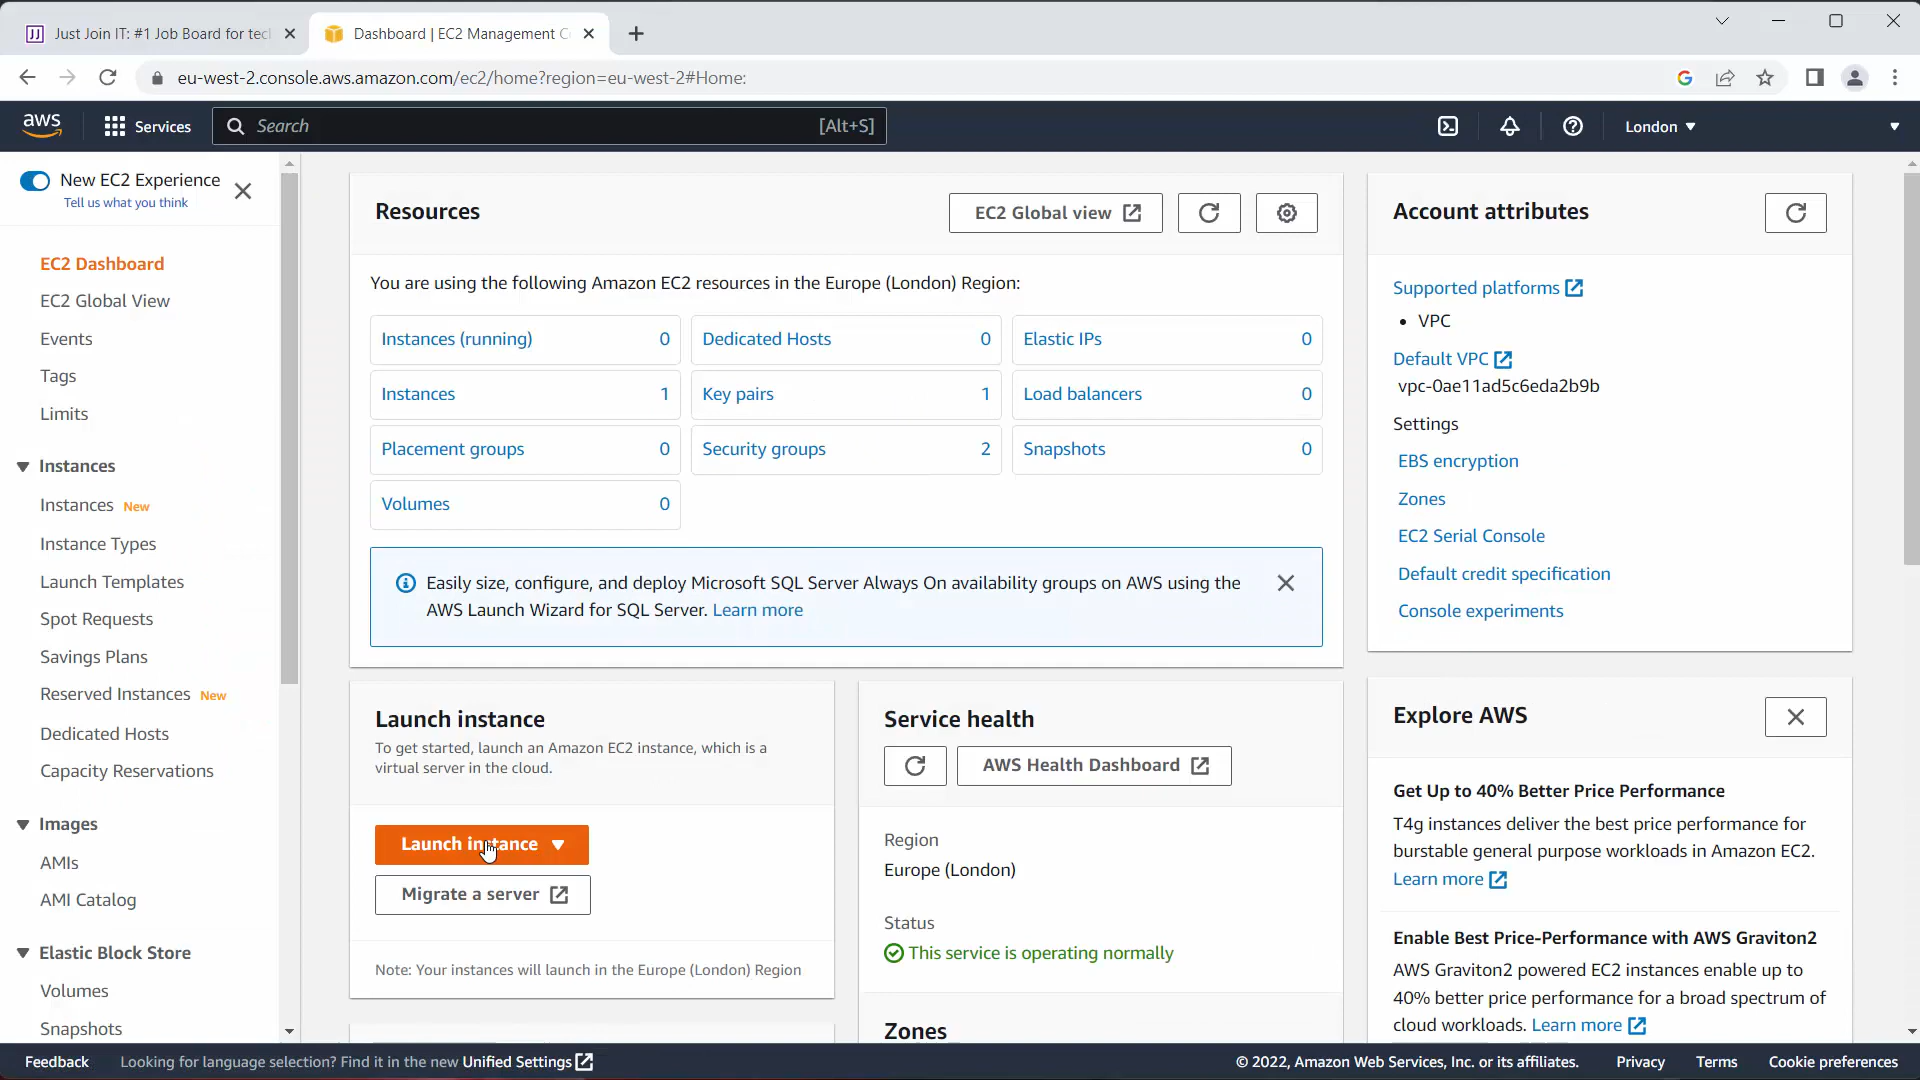 Just Join IT: #1 Job Board for tec
Dashboard | EC2 Management C
eu-west-2.console.aws.amazon.com/ec2/home?region=eu-west-2#Home:
aws
Services
Search
[Alt+S]
London
New EC2 Experience
Tell us what you think
EC2 Dashboard
EC2 Global View
Events
Tags
Limits
Instances
Instances New
Instance Types
Launch Templates
Spot Requests
Savings Plans
Reserved Instances New
Dedicated Hosts
Capacity Reservations
Images
AMIs
AMI Catalog
Elastic Block Store
Volumes
Snapshots
Resources
EC2 Global view
You are using the following Amazon EC2 resources in the Europe (London) Region:
Instances (running) 0
Dedicated Hosts 0
Elastic IPs 0
Instances 1
Key pairs 1
Load balancers 0
Placement groups 0
Security groups 2
Snapshots 0
Volumes 0
Easily size, configure, and deploy Microsoft SQL Server Always On availability groups on AWS using the
AWS Launch Wizard for SQL Server. Learn more
Launch instance
To get started, launch an Amazon EC2 instance, which is a
virtual server in the cloud.
Launch instance
Migrate a server
Note: Your instances will launch in the Europe (London) Region
Service health
AWS Health Dashboard
Region
Europe (London)
Status
This service is operating normally
Zones
Account attributes
Supported platforms
• VPC
Default VPC
vpc-0ae11ad5c6eda2b9b
Settings
EBS encryption
Zones
EC2 Serial Console
Default credit specification
Console experiments
Explore AWS
Get Up to 40% Better Price Performance
T4g instances deliver the best price performance for
burstable general purpose workloads in Amazon EC2.
Learn more
Enable Best Price-Performance with AWS Graviton2
AWS Graviton2 powered EC2 instances enable up to
40% better price performance for a broad spectrum of
cloud workloads. Learn more
Feedback
Looking for language selection? Find it in the new Unified Settings
© 2022, Amazon Web Services, Inc. or its affiliates.
Privacy
Terms
Cookie preferences